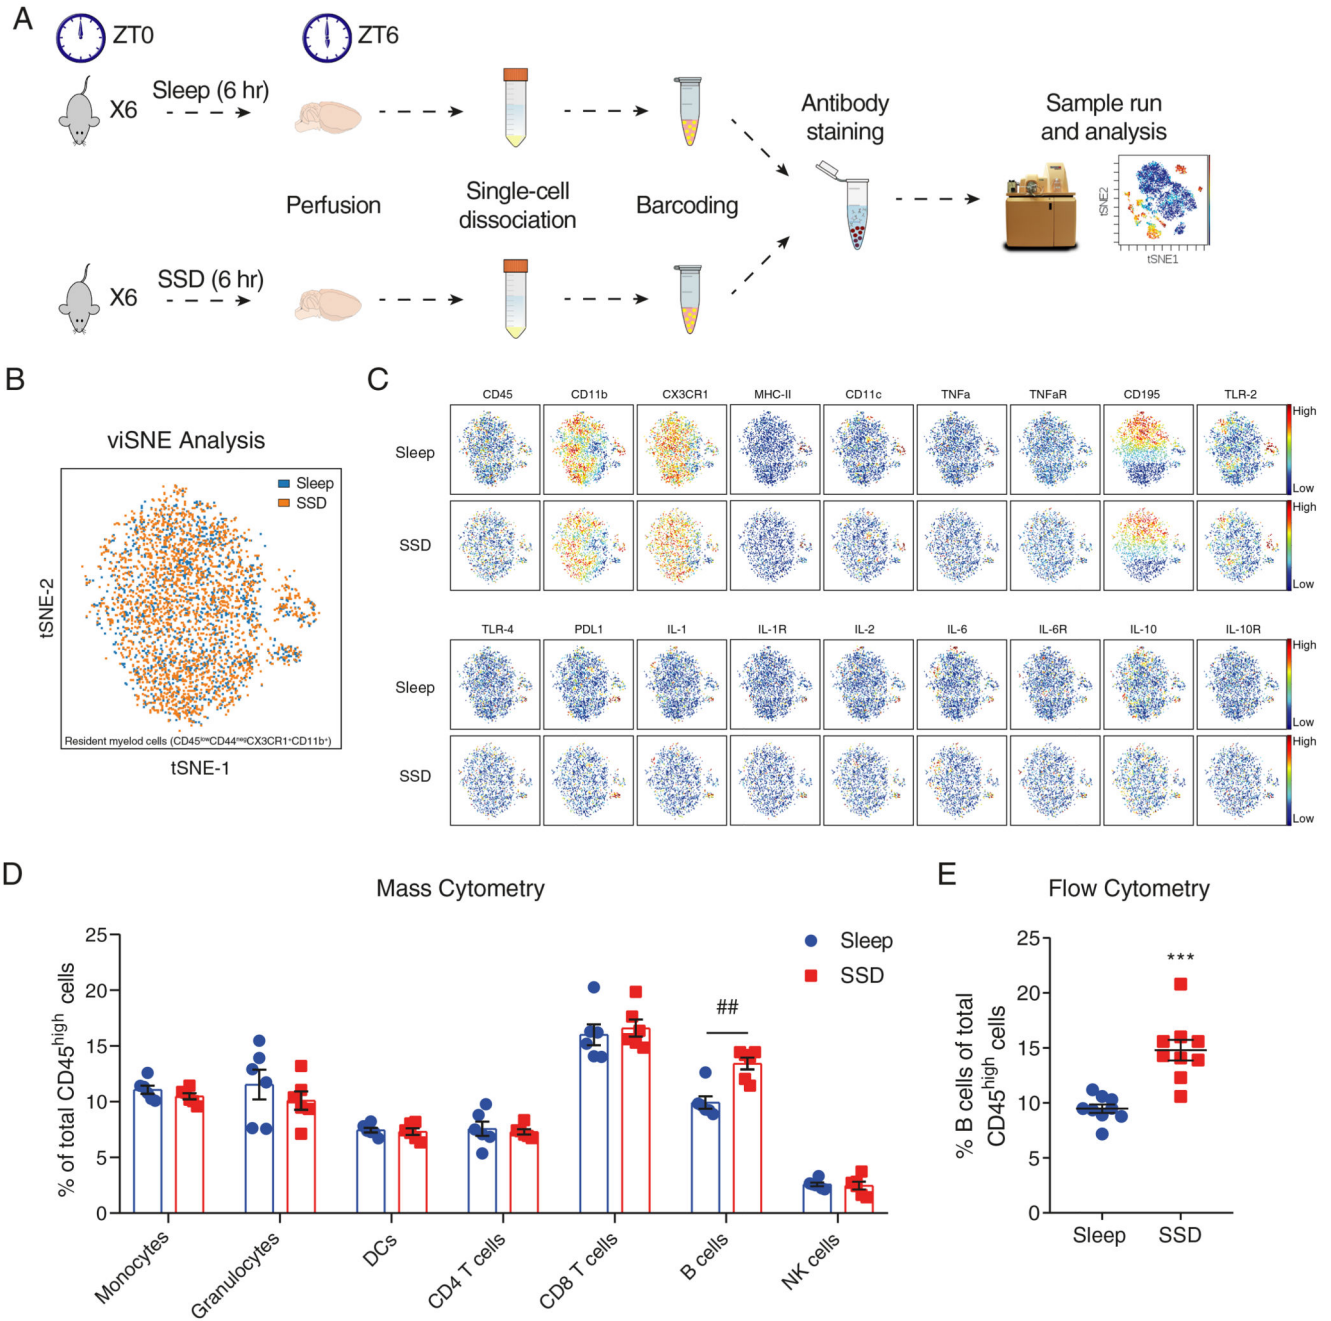 A
ZT0
ZT6
X6
Sleep (6 hr)
Antibody
staining
Sample run
and analysis
Perfusion
Single-cell
dissociation
Barcoding
tSNE2
tSNE1
X6
SSD (6 hr)
B
viSNE Analysis
Sleep
SSD
tSNE-2
Resident myelod cells (CD45lowCD44negCX3CR1+CD11b+)
tSNE-1
C
CD45 CD11b CX3CR1 MHC-II CD11c TNFa TNFaR CD195 TLR-2
Sleep
High
Low
SSD
High
Low
TLR-4 PDL1 IL-1 IL-1R IL-2 IL-6 IL-6R IL-10 IL-10R
Sleep
High
Low
SSD
High
Low
D
Mass Cytometry
% of total CD45high cells
25
20
15
10
5
0
Sleep
SSD
##
Monocytes
Granulocytes
DCs
CD4 T cells
CD8 T cells
B cells
NK cells
E
Flow Cytometry
% B cells of total
CD45high cells
25
20
15
10
5
0
***
Sleep
SSD